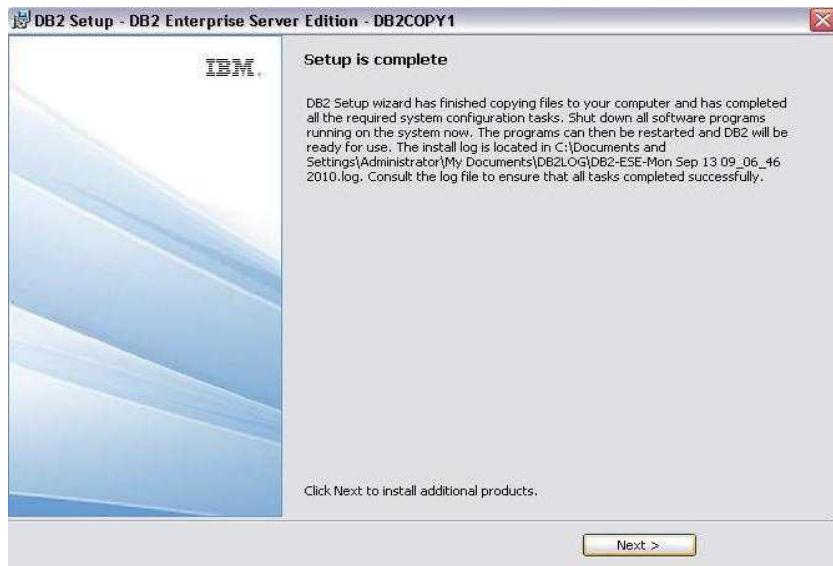 DB2 Setup - DB2 Enterprise Server Edition - DB2COPY1
IBM.
Setup is complete
DB2 Setup wizard has finished copying files to your computer and has completed
all the required system configuration tasks. Shut down all software programs
running on the system now. The programs can then be restarted and DB2 will be
ready for use. The install log is located in C:\Documents and
Settings\Administrator\My Documents\DB2LOG\DB2-ESE-Mon Sep 13 09_06_46
2010.log. Consult the log file to ensure that all tasks completed successfully.
Click Next to install additional products.
Next >